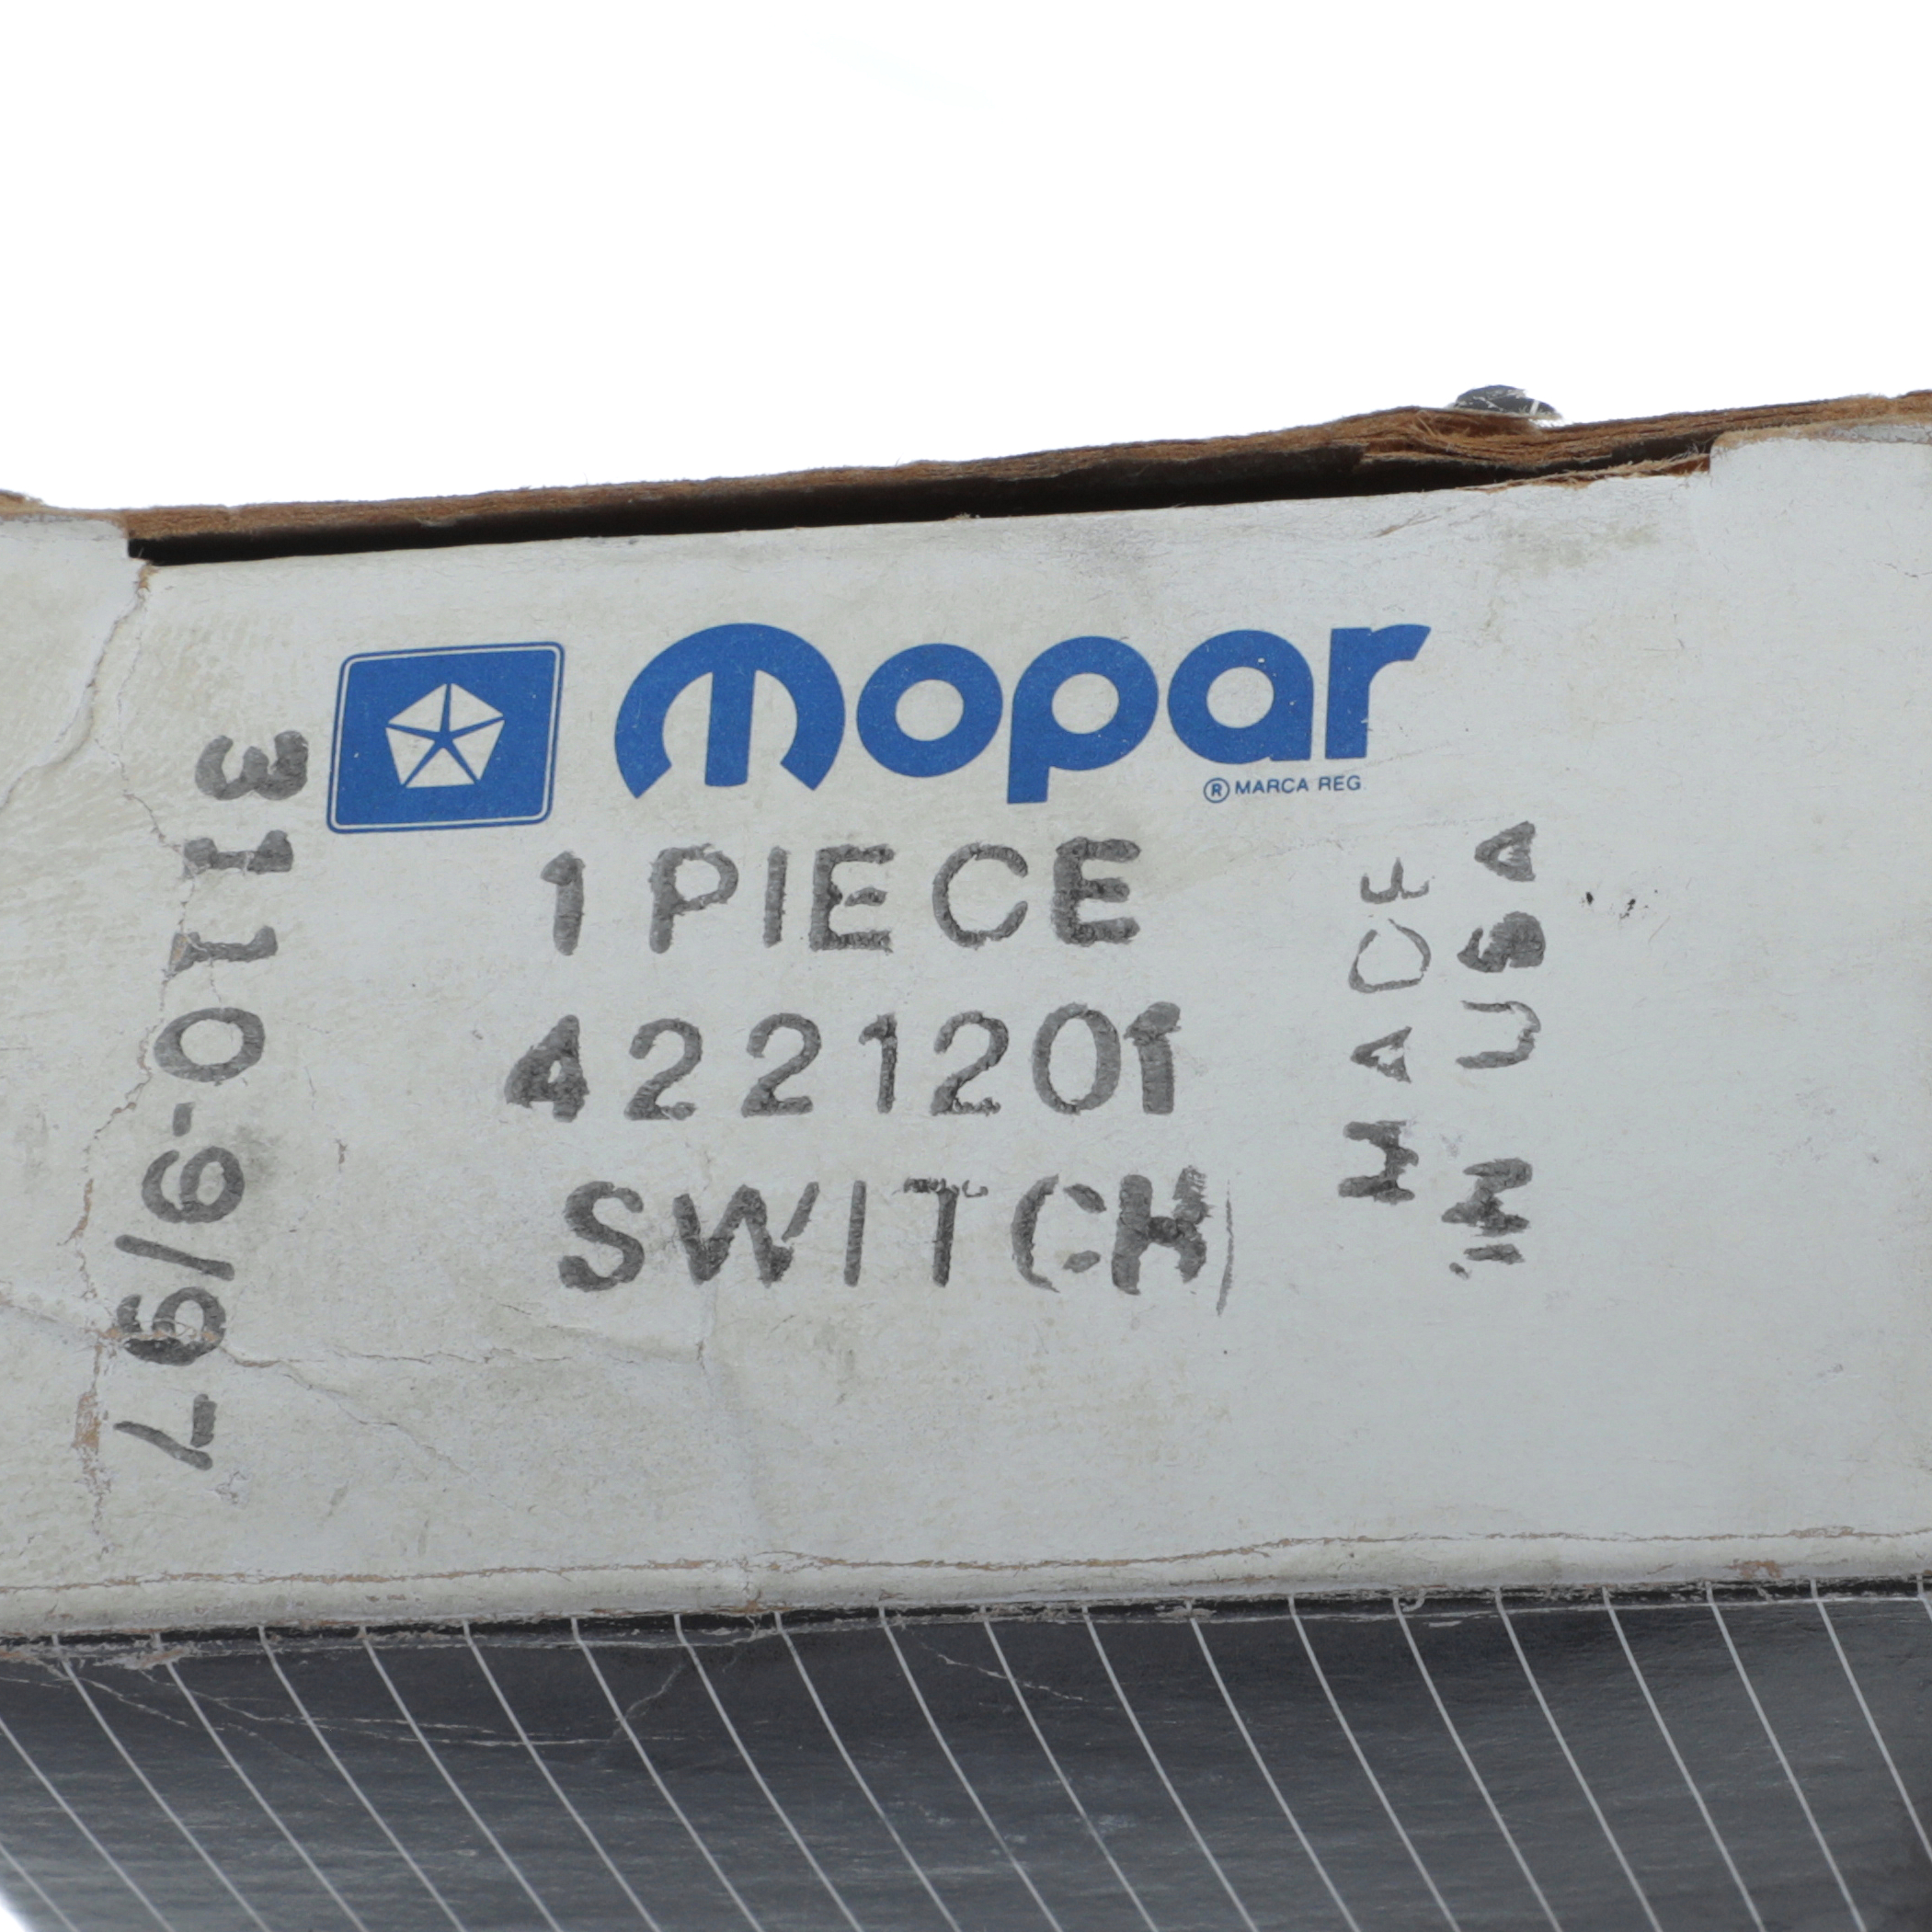 mopar
® MARCA REG
3110-9/97
1 PIECE
4221201
SWITCH
MADE
IN USA